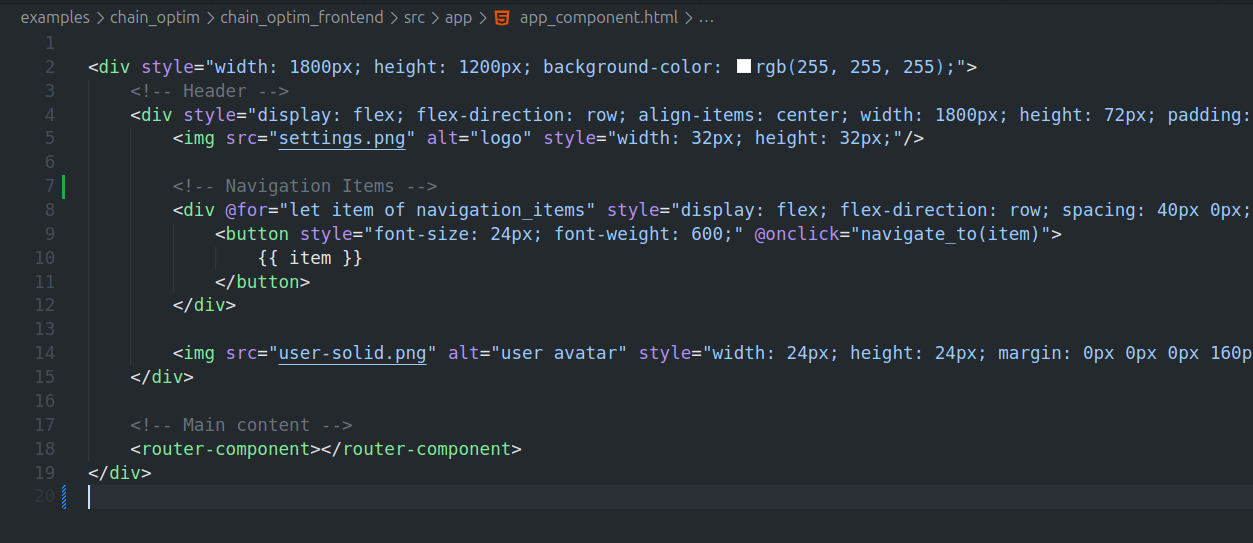 examples > chain_optim > chain_optim_frontend > src > app > app_component.html > ...
1
2 <div style="width: 1800px; height: 1200px; background-color: rgb(255, 255, 255);">
3 <!-- Header -->
4 <div style="display: flex; flex-direction: row; align-items: center; width: 1800px; height: 72px; padding:
5 <img src="settings.png" alt="logo" style="width: 32px; height: 32px;"/>
6
7 <!-- Navigation Items -->
8 <div @for="let item of navigation_items" style="display: flex; flex-direction: row; spacing: 40px 0px;
9 <button style="font-size: 24px; font-weight: 600;" @onclick="navigate_to(item)">
10 {{ item }}
11 </button>
12 </div>
13
14 <img src="user-solid.png" alt="user avatar" style="width: 24px; height: 24px; margin: 0px 0px 0px 160p
15 </div>
16
17 <!-- Main content -->
18 <router-component></router-component>
19 </div>
20